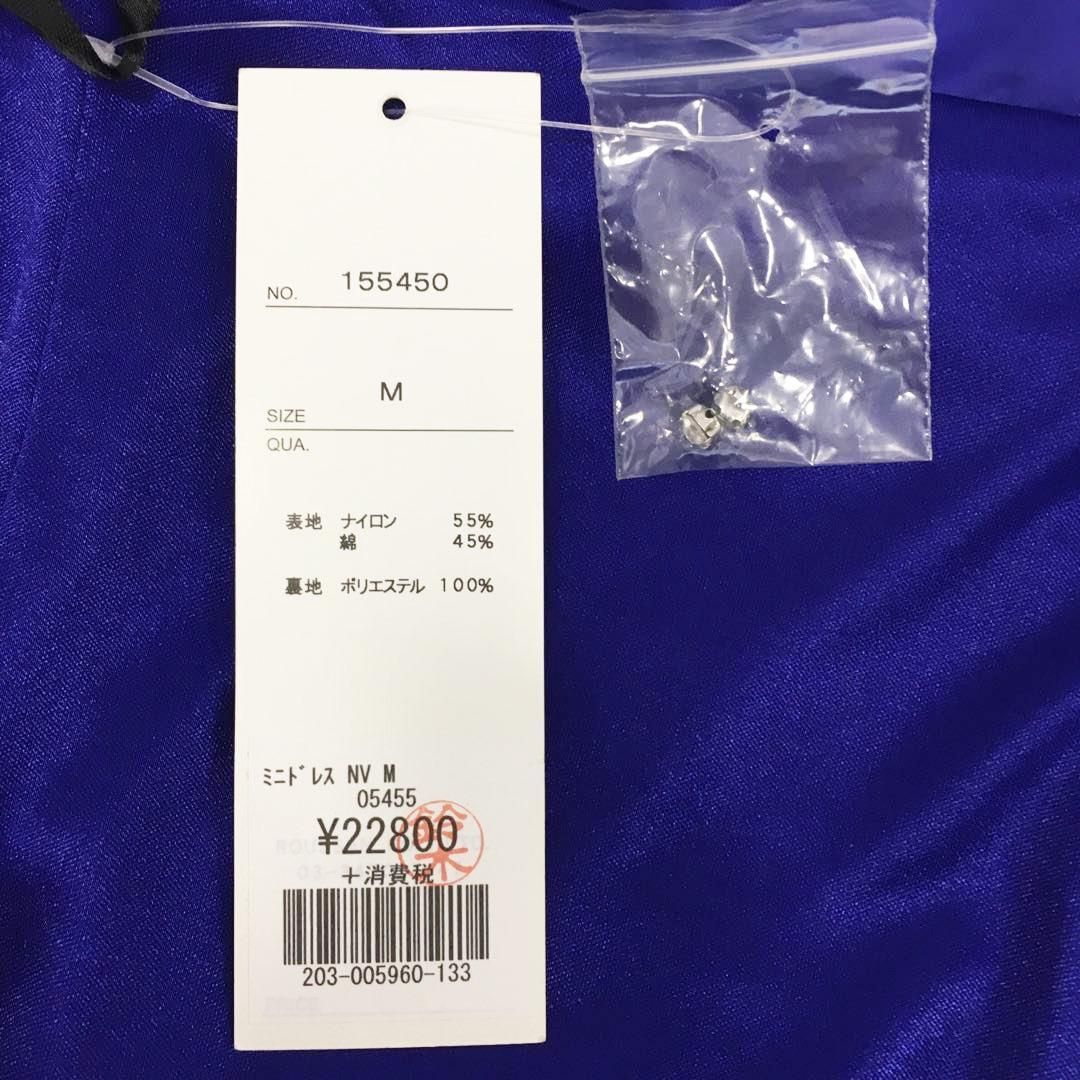 NO. 155450
SIZE M
QUA.
表地 ナイロン 55%
綿 45%
裏地 ポリエステル 100%
ミニドレス NV M
05455
¥22800
+消費税
203-005960-133
PRICE